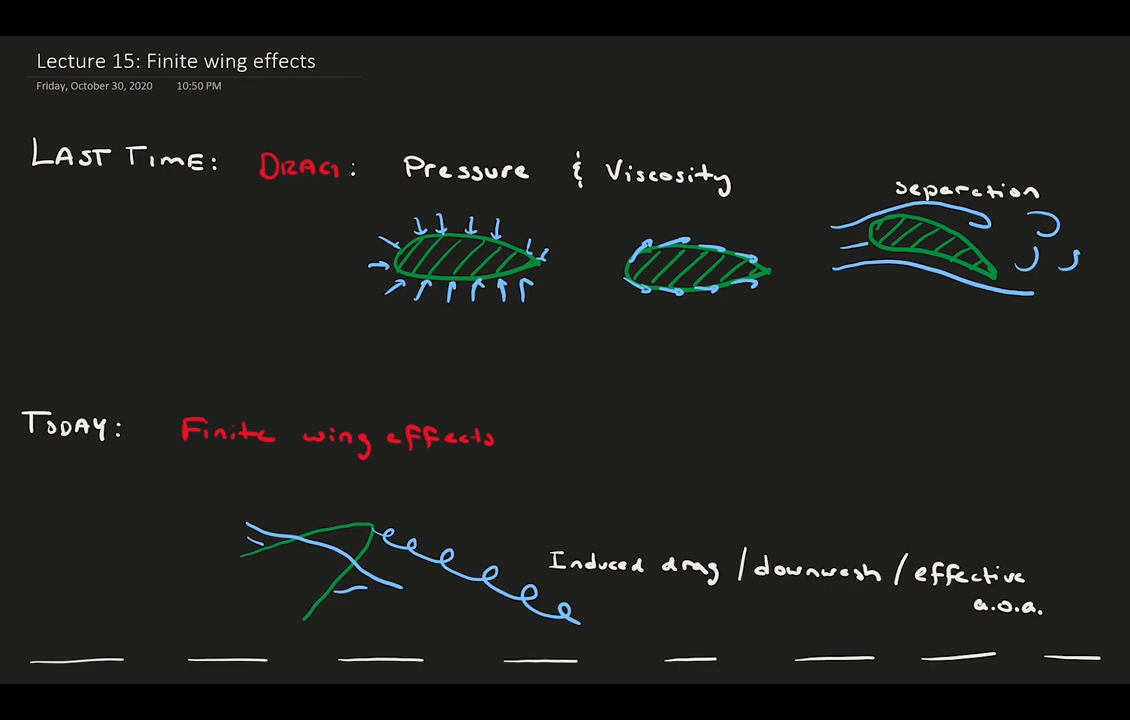 Lecture 15: Finite wing effects
Friday, October 30, 2020 10:50 PM
LAST TIME: DRAG: Pressure & Viscosity
separation
TODAY: Finite wing effects
Induced drag / downwash / effective
a.o.a.